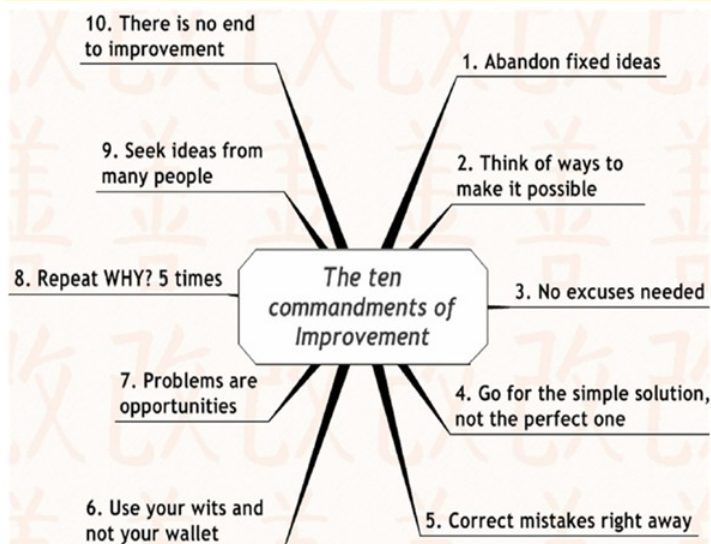 The ten
commandments of
Improvement
1. Abandon fixed ideas
2. Think of ways to
make it possible
3. No excuses needed
4. Go for the simple solution,
not the perfect one
5. Correct mistakes right away
6. Use your wits and
not your wallet
7. Problems are
opportunities
8. Repeat WHY? 5 times
9. Seek ideas from
many people
10. There is no end
to improvement
改善